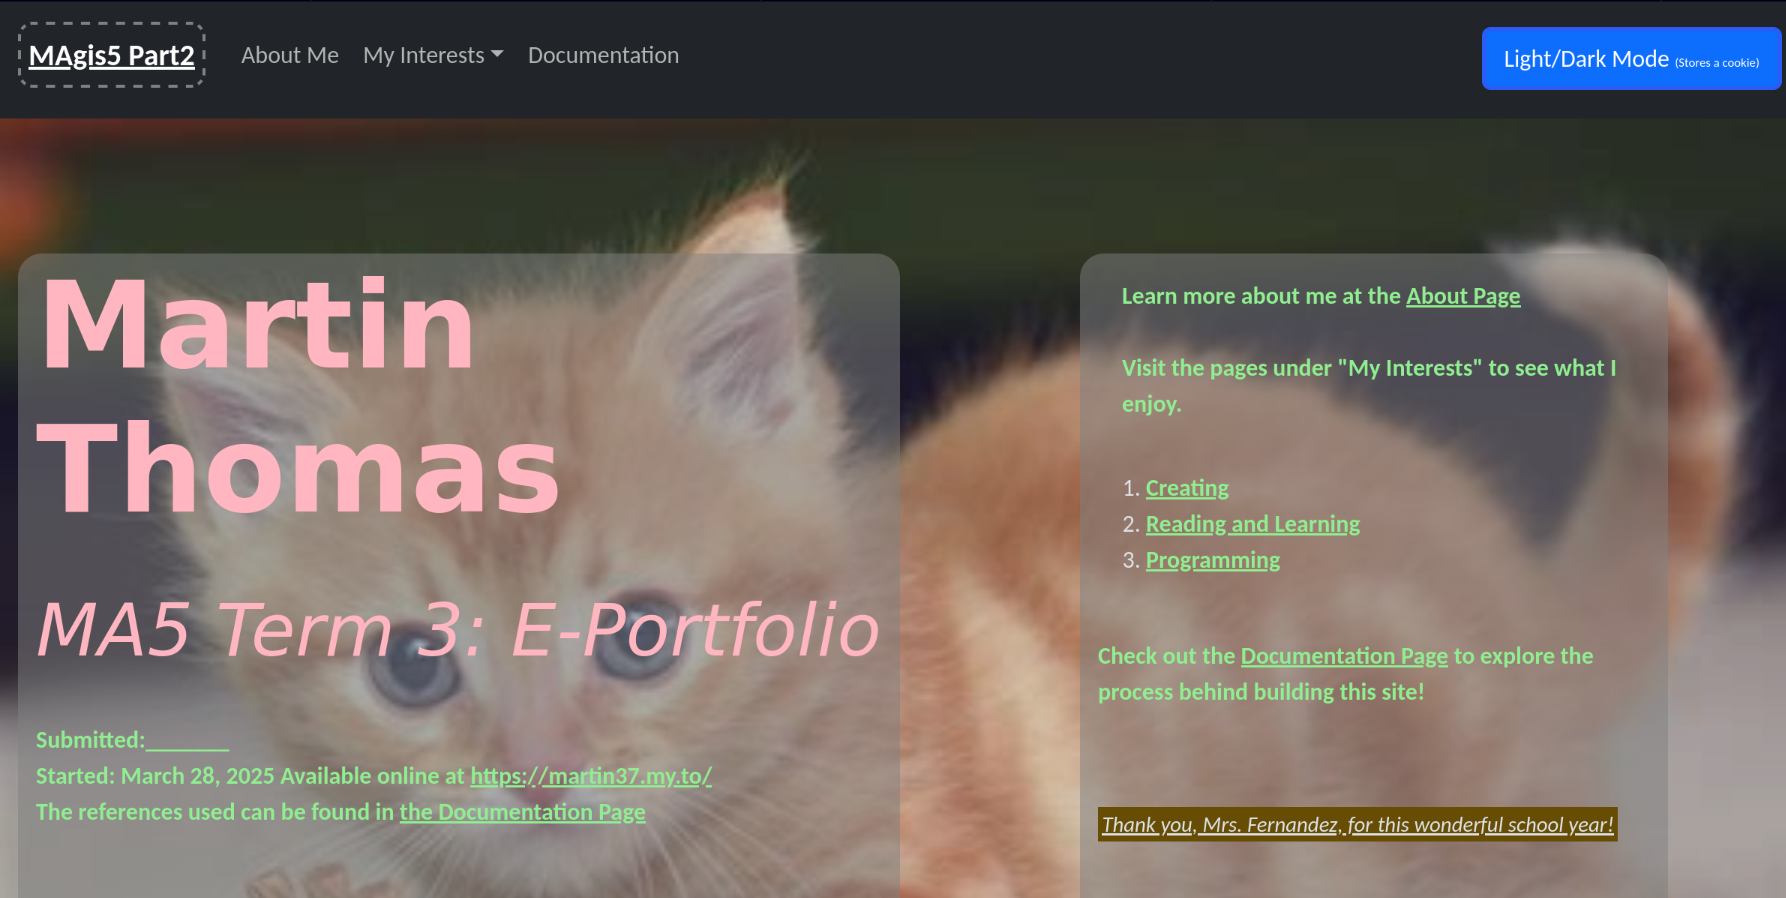 MAgis5 Part2 About Me My Interests Documentation Light/Dark Mode (Stores a cookie)
Martin
Thomas
MA5 Term 3: E-Portfolio
Submitted:_______
Started: March 28, 2025 Available online at https://martin37.my.to/
The references used can be found in the Documentation Page
Learn more about me at the About Page
Visit the pages under "My Interests" to see what I
enjoy.
1. Creating
2. Reading and Learning
3. Programming
Check out the Documentation Page to explore the
process behind building this site!
Thank you, Mrs. Fernandez, for this wonderful school year!